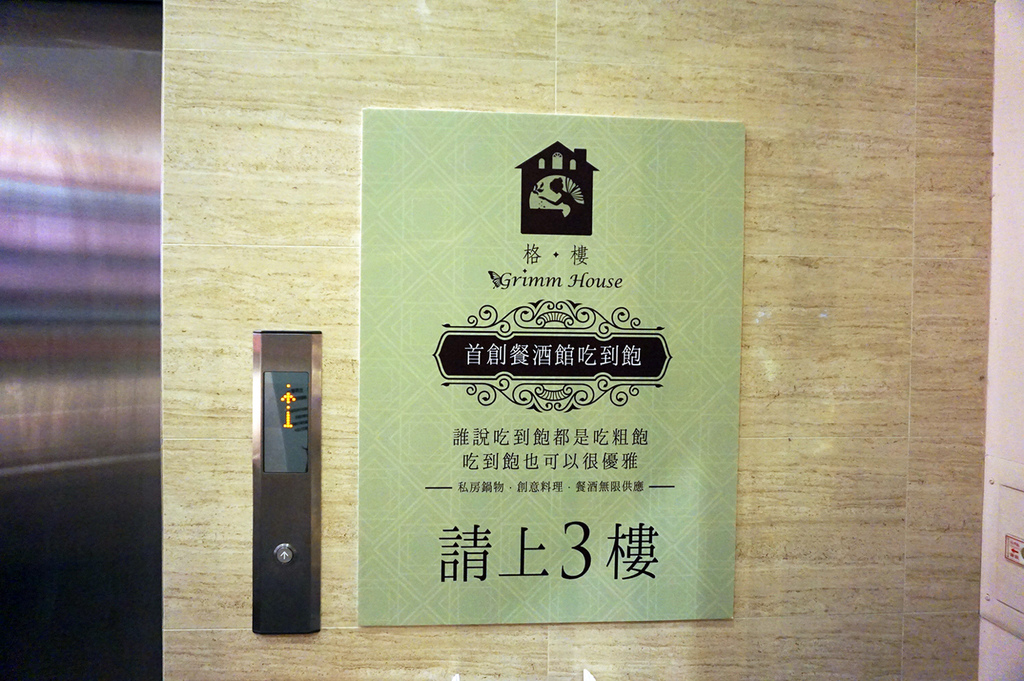 格・樓
Grimm House
首創餐酒館吃到飽
誰說吃到飽都是吃粗飽
吃到飽也可以很優雅
私房鍋物・創意料理・餐酒無限供應
請上3樓